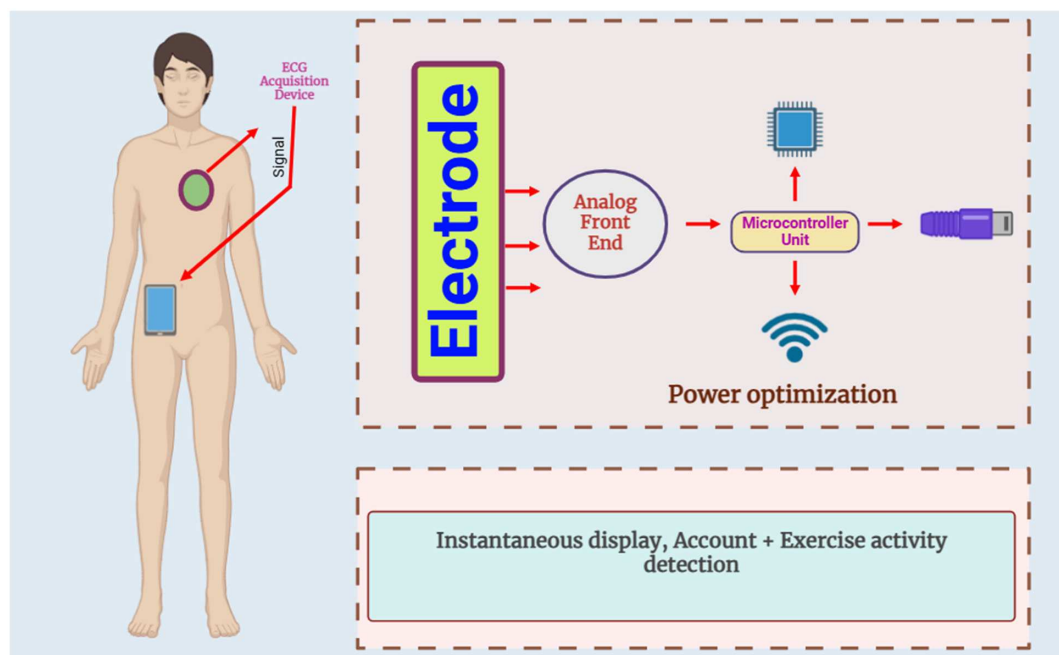 ECG
Acquisition
Device
Signal
Electrode
Analog
Front
End
Microcontroller
Unit
Power optimization
Instantaneous display, Account + Exercise activity
detection